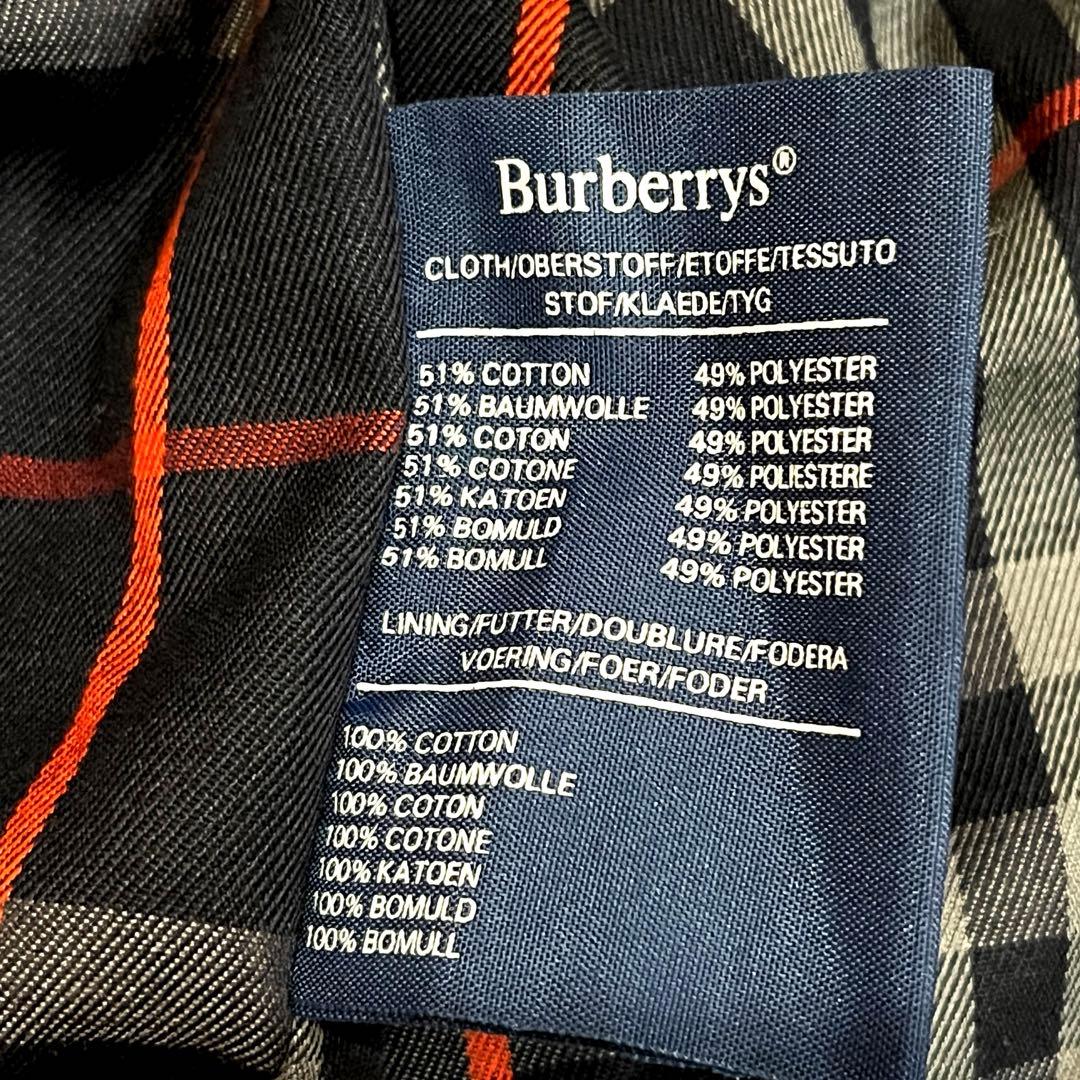 Burberrys®
CLOTH/OBERSTOFF/ETOFFE/TESSUTO
STOF/KLAEDE/TYG
51% COTTON 49% POLYESTER
51% BAUMWOLLE 49% POLYESTER
51% COTON 49% POLYESTER
51% COTONE 49% POLIESTERE
51% KATOEN 49% POLYESTER
51% BOMULD 49% POLYESTER
51% BOMULL 49% POLYESTER
LINING/FUTTER/DOUBLURE/FODERA
VOERING/FOER/FODER
100% COTTON
100% BAUMWOLLE
100% COTON
100% COTONE
100% KATOEN
100% BOMULD
100% BOMULL